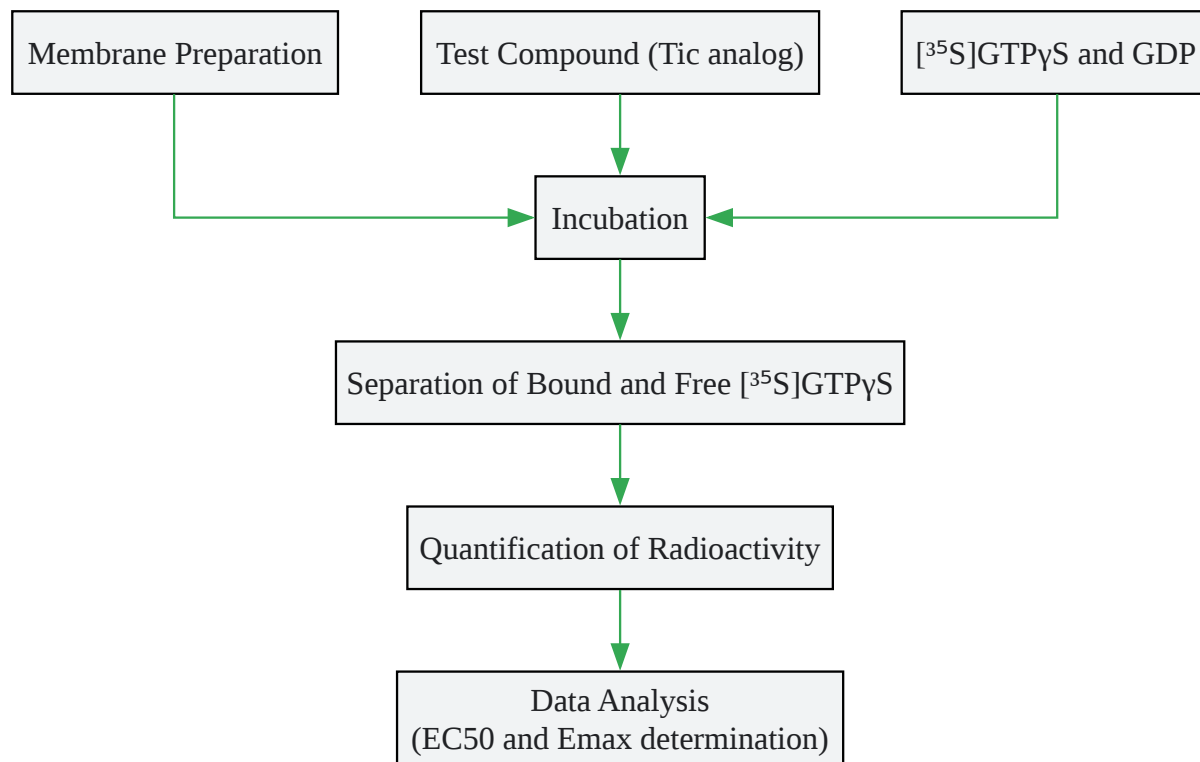 Membrane Preparation
Test Compound (Tic analog)
[³⁵S]GTPγS and GDP
Incubation
Separation of Bound and Free [³⁵S]GTPγS
Quantification of Radioactivity
Data Analysis
(EC50 and Emax determination)